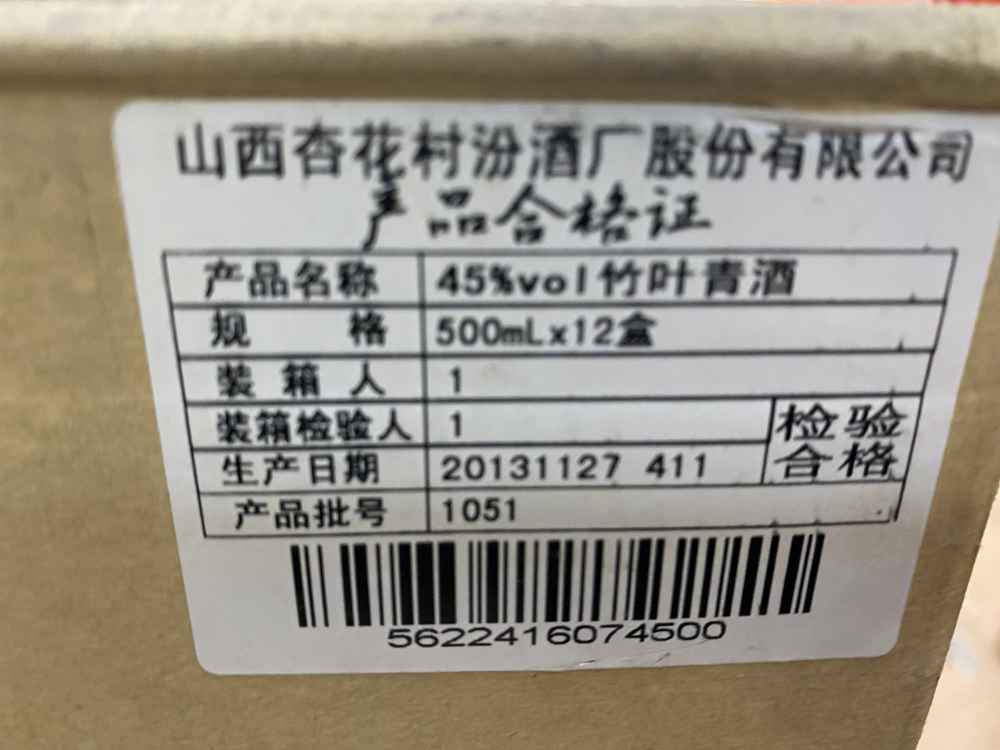 山西杏花村汾酒厂股份有限公司
产品合格证
产品名称 45%vol竹叶青酒
规 格 500mLx12盒
装 箱 人 1
装箱检验人 1
检验
生产日期 20131127 411
合格
产品批号 1051
5622416074500